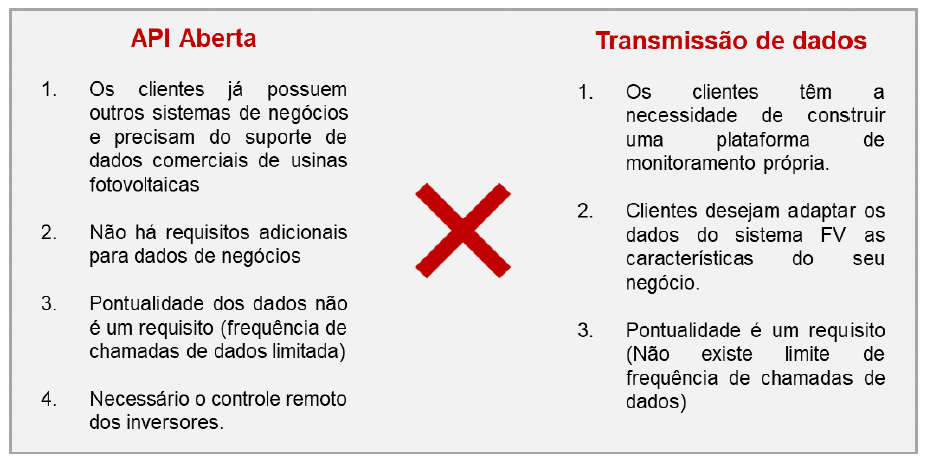 API Aberta
1. Os clientes já possuem
outros sistemas de negócios
e precisam do suporte de
dados comerciais de usinas
fotovoltaicas
2. Não há requisitos adicionais
para dados de negócios
3. Pontualidade dos dados não
é um requisito (frequência de
chamadas de dados limitada)
4. Necessário o controle remoto
dos inversores.
Transmissão de dados
1. Os clientes têm a
necessidade de construir
uma plataforma de
monitoramento própria.
2. Clientes desejam adaptar os
dados do sistema FV as
características do seu
negócio.
3. Pontualidade é um requisito
(Não existe limite de
frequência de chamadas de
dados)